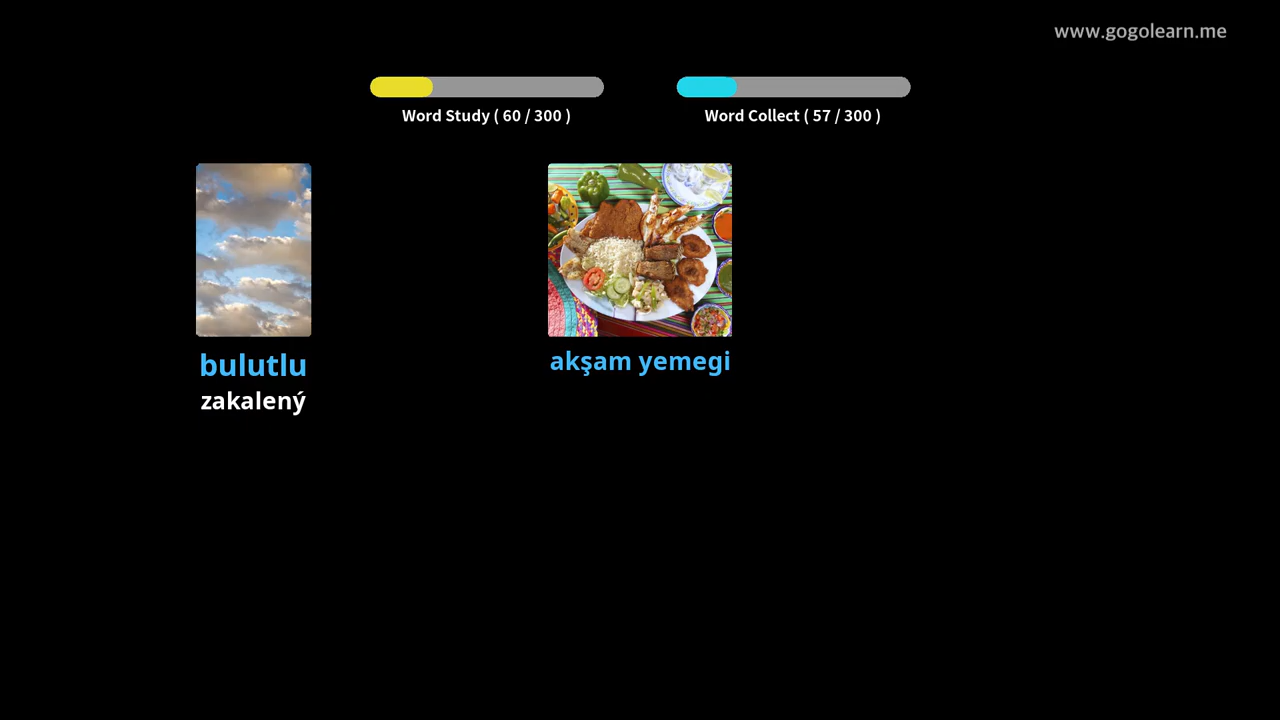 www.gogolearn.me
Word Study ( 60 / 300 )
Word Collect ( 57 / 300 )
bulutlu
zakalený
akşam yemegi